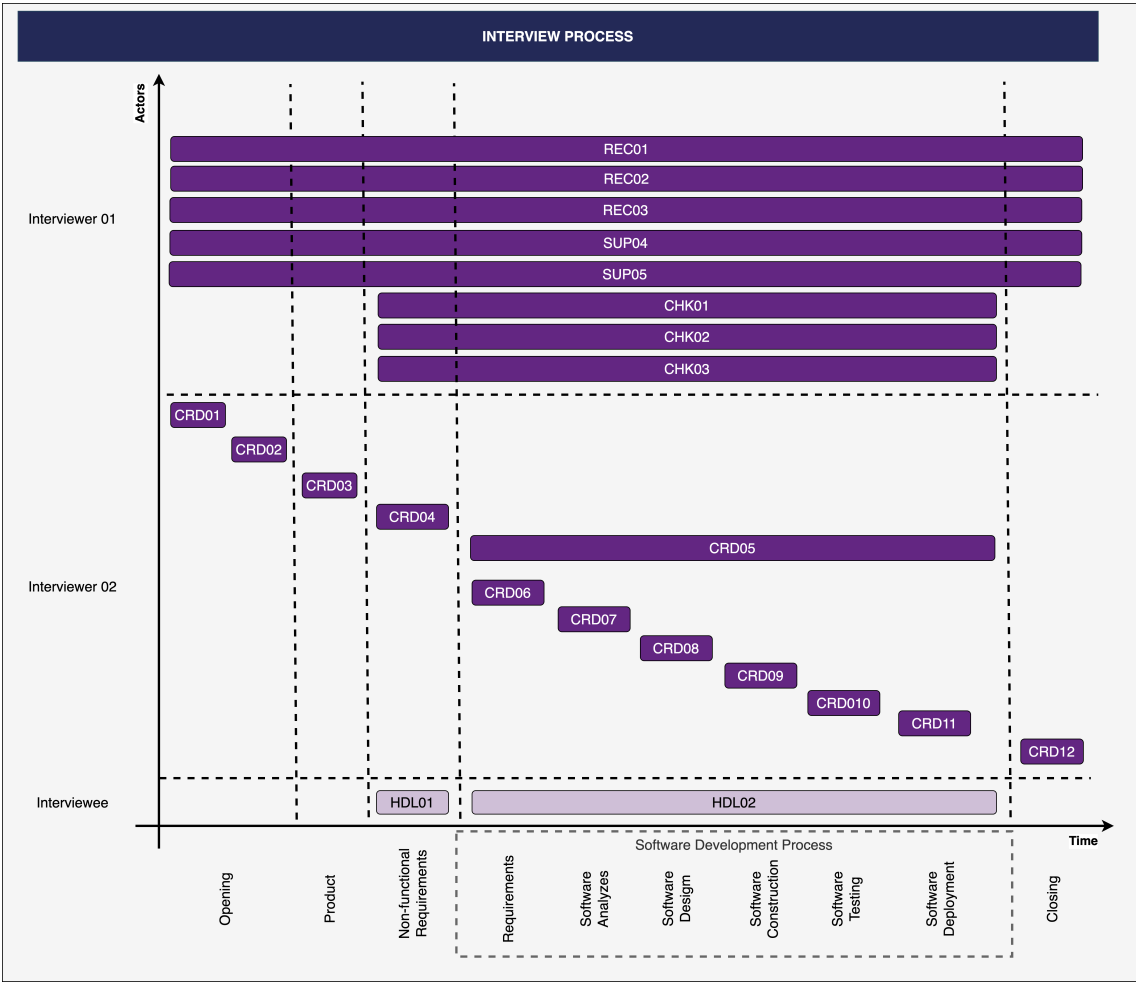 INTERVIEW PROCESS
Actors
Interviewer 01
REC01
REC02
REC03
SUP04
SUP05
CHK01
CHK02
CHK03
Interviewer 02
CRD01
CRD02
CRD03
CRD04
CRD05
CRD06
CRD07
CRD08
CRD09
CRD010
CRD11
CRD12
Interviewee
HDL01
HDL02
Time
Software Development Process
Opening
Product
Non-functional
Requirements
Requirements
Software
Analyzes
Software
Desigm
Software
Construction
Software
Testing
Software
Deployment
Closing